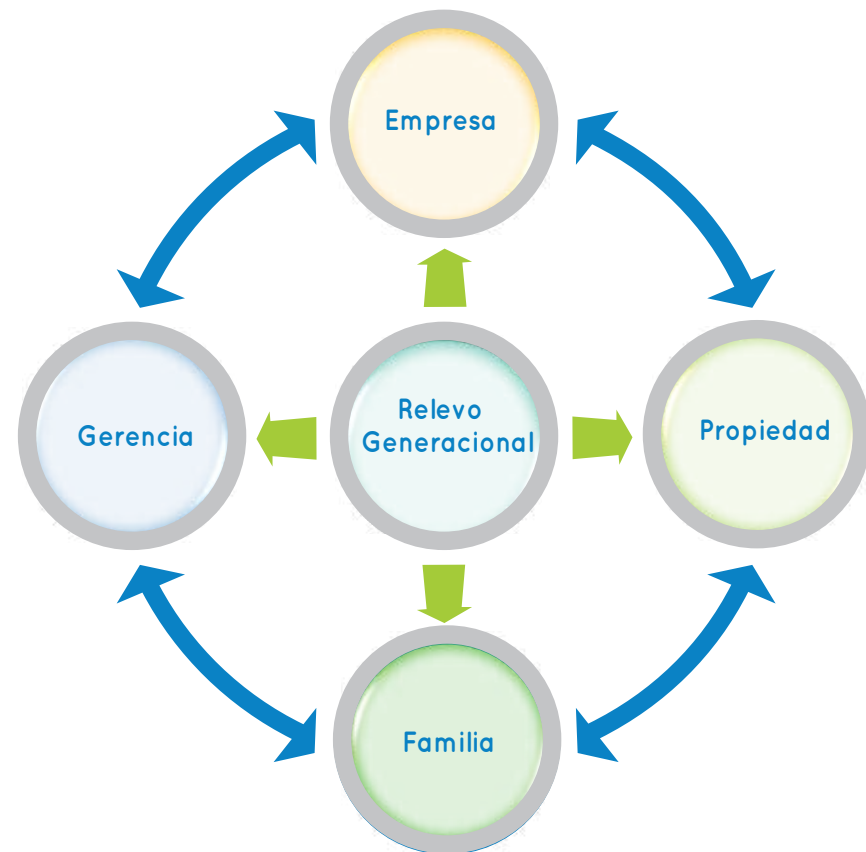 Empresa
Gerencia
Relevo
Generacional
Propiedad
Familia